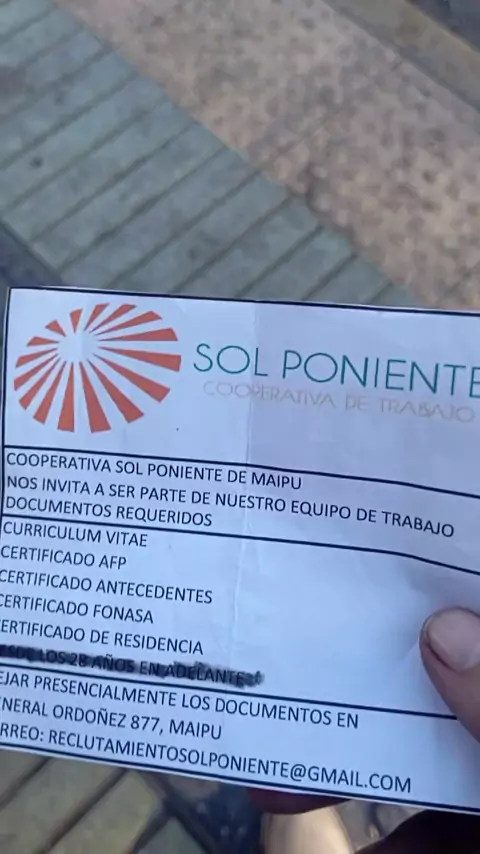 SOL PONIENTE
COOPERATIVA DE TRABAJO
COOPERATIVA SOL PONIENTE DE MAIPU
NOS INVITA A SER PARTE DE NUESTRO EQUIPO DE TRABAJO
DOCUMENTOS REQUERIDOS
CURRICULUM VITAE
CERTIFICADO AFP
CERTIFICADO ANTECEDENTES
CERTIFICADO FONASA
ERTIFICADO DE RESIDENCIA
LOS 28 AÑOS EN ADELANTE
EJAR PRESENCIALMENTE LOS DOCUMENTOS EN
NERAL ORDOÑEZ 877, MAIPU
RREO: RECLUTAMIENTOSOLPONIENTE@GMAIL.COM